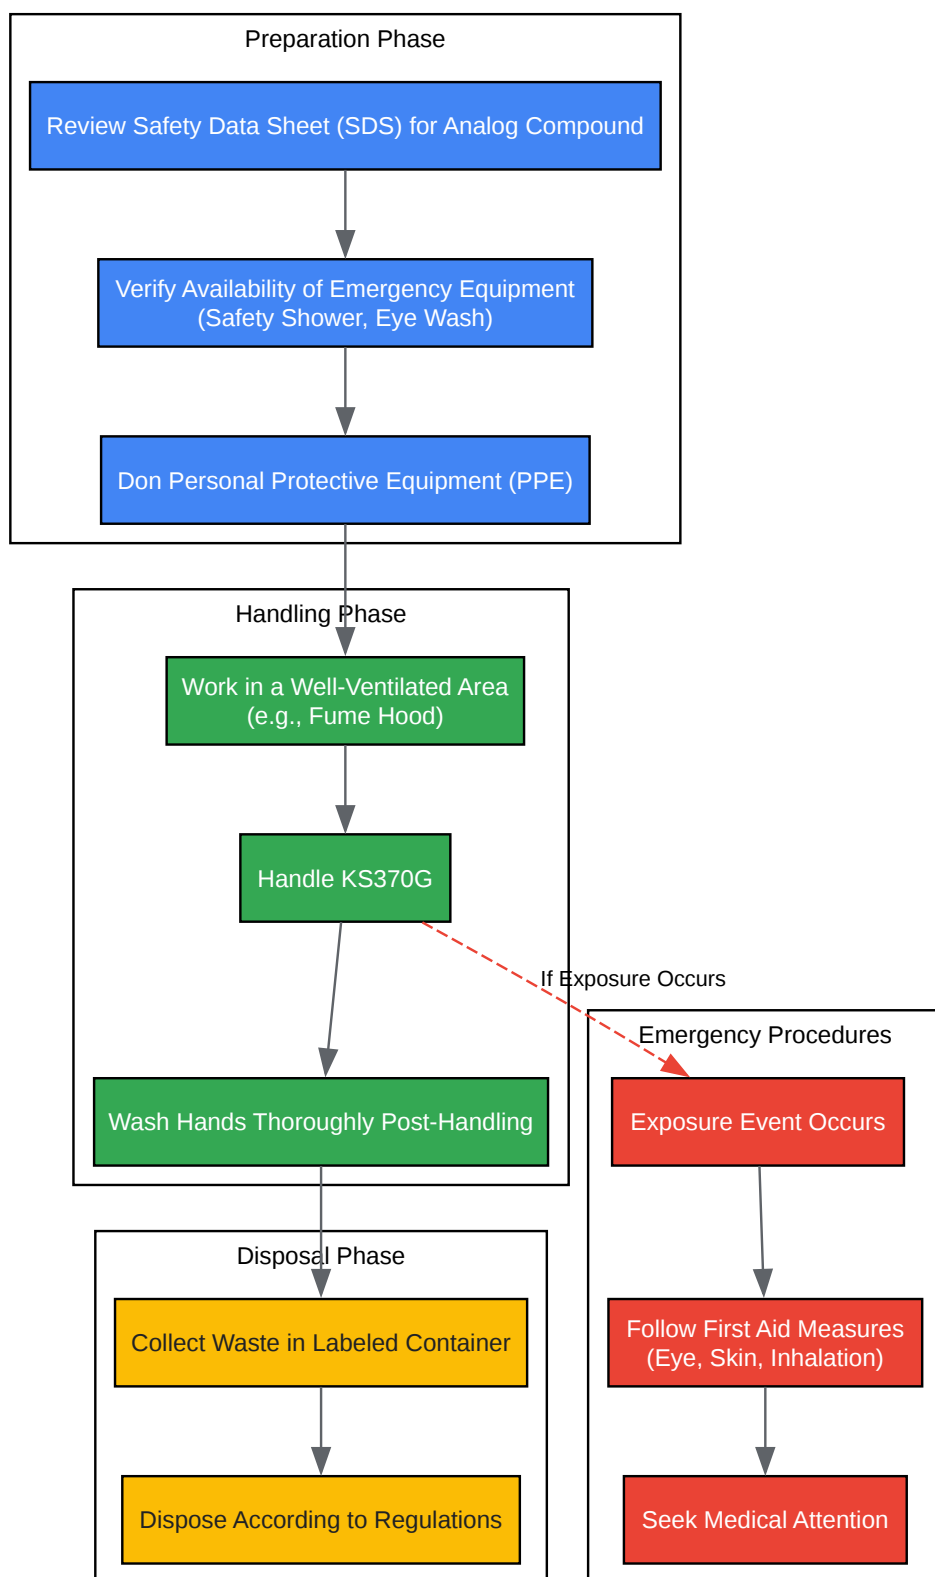 Preparation Phase
Review Safety Data Sheet (SDS) for Analog Compound
Verify Availability of Emergency Equipment
(Safety Shower, Eye Wash)
Don Personal Protective Equipment (PPE)
Handling Phase
Work in a Well-Ventilated Area
(e.g., Fume Hood)
Handle KS370G
If Exposure Occurs
Wash Hands Thoroughly Post-Handling
Emergency Procedures
Exposure Event Occurs
Follow First Aid Measures
(Eye, Skin, Inhalation)
Seek Medical Attention
Disposal Phase
Collect Waste in Labeled Container
Dispose According to Regulations